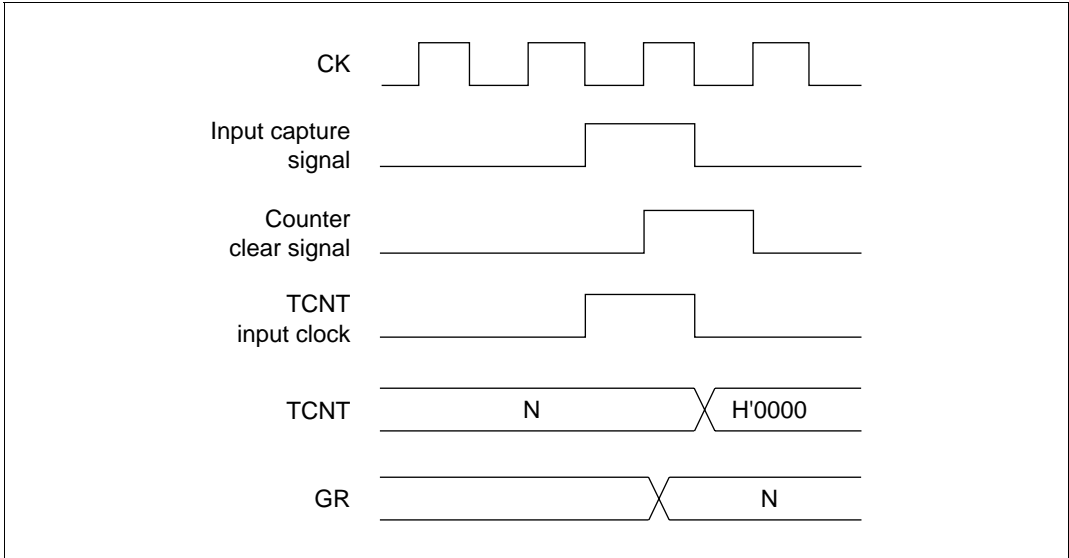 CK
Input capture
signal
Counter
clear signal
TCNT
input clock
TCNT
N
H'0000
GR
N